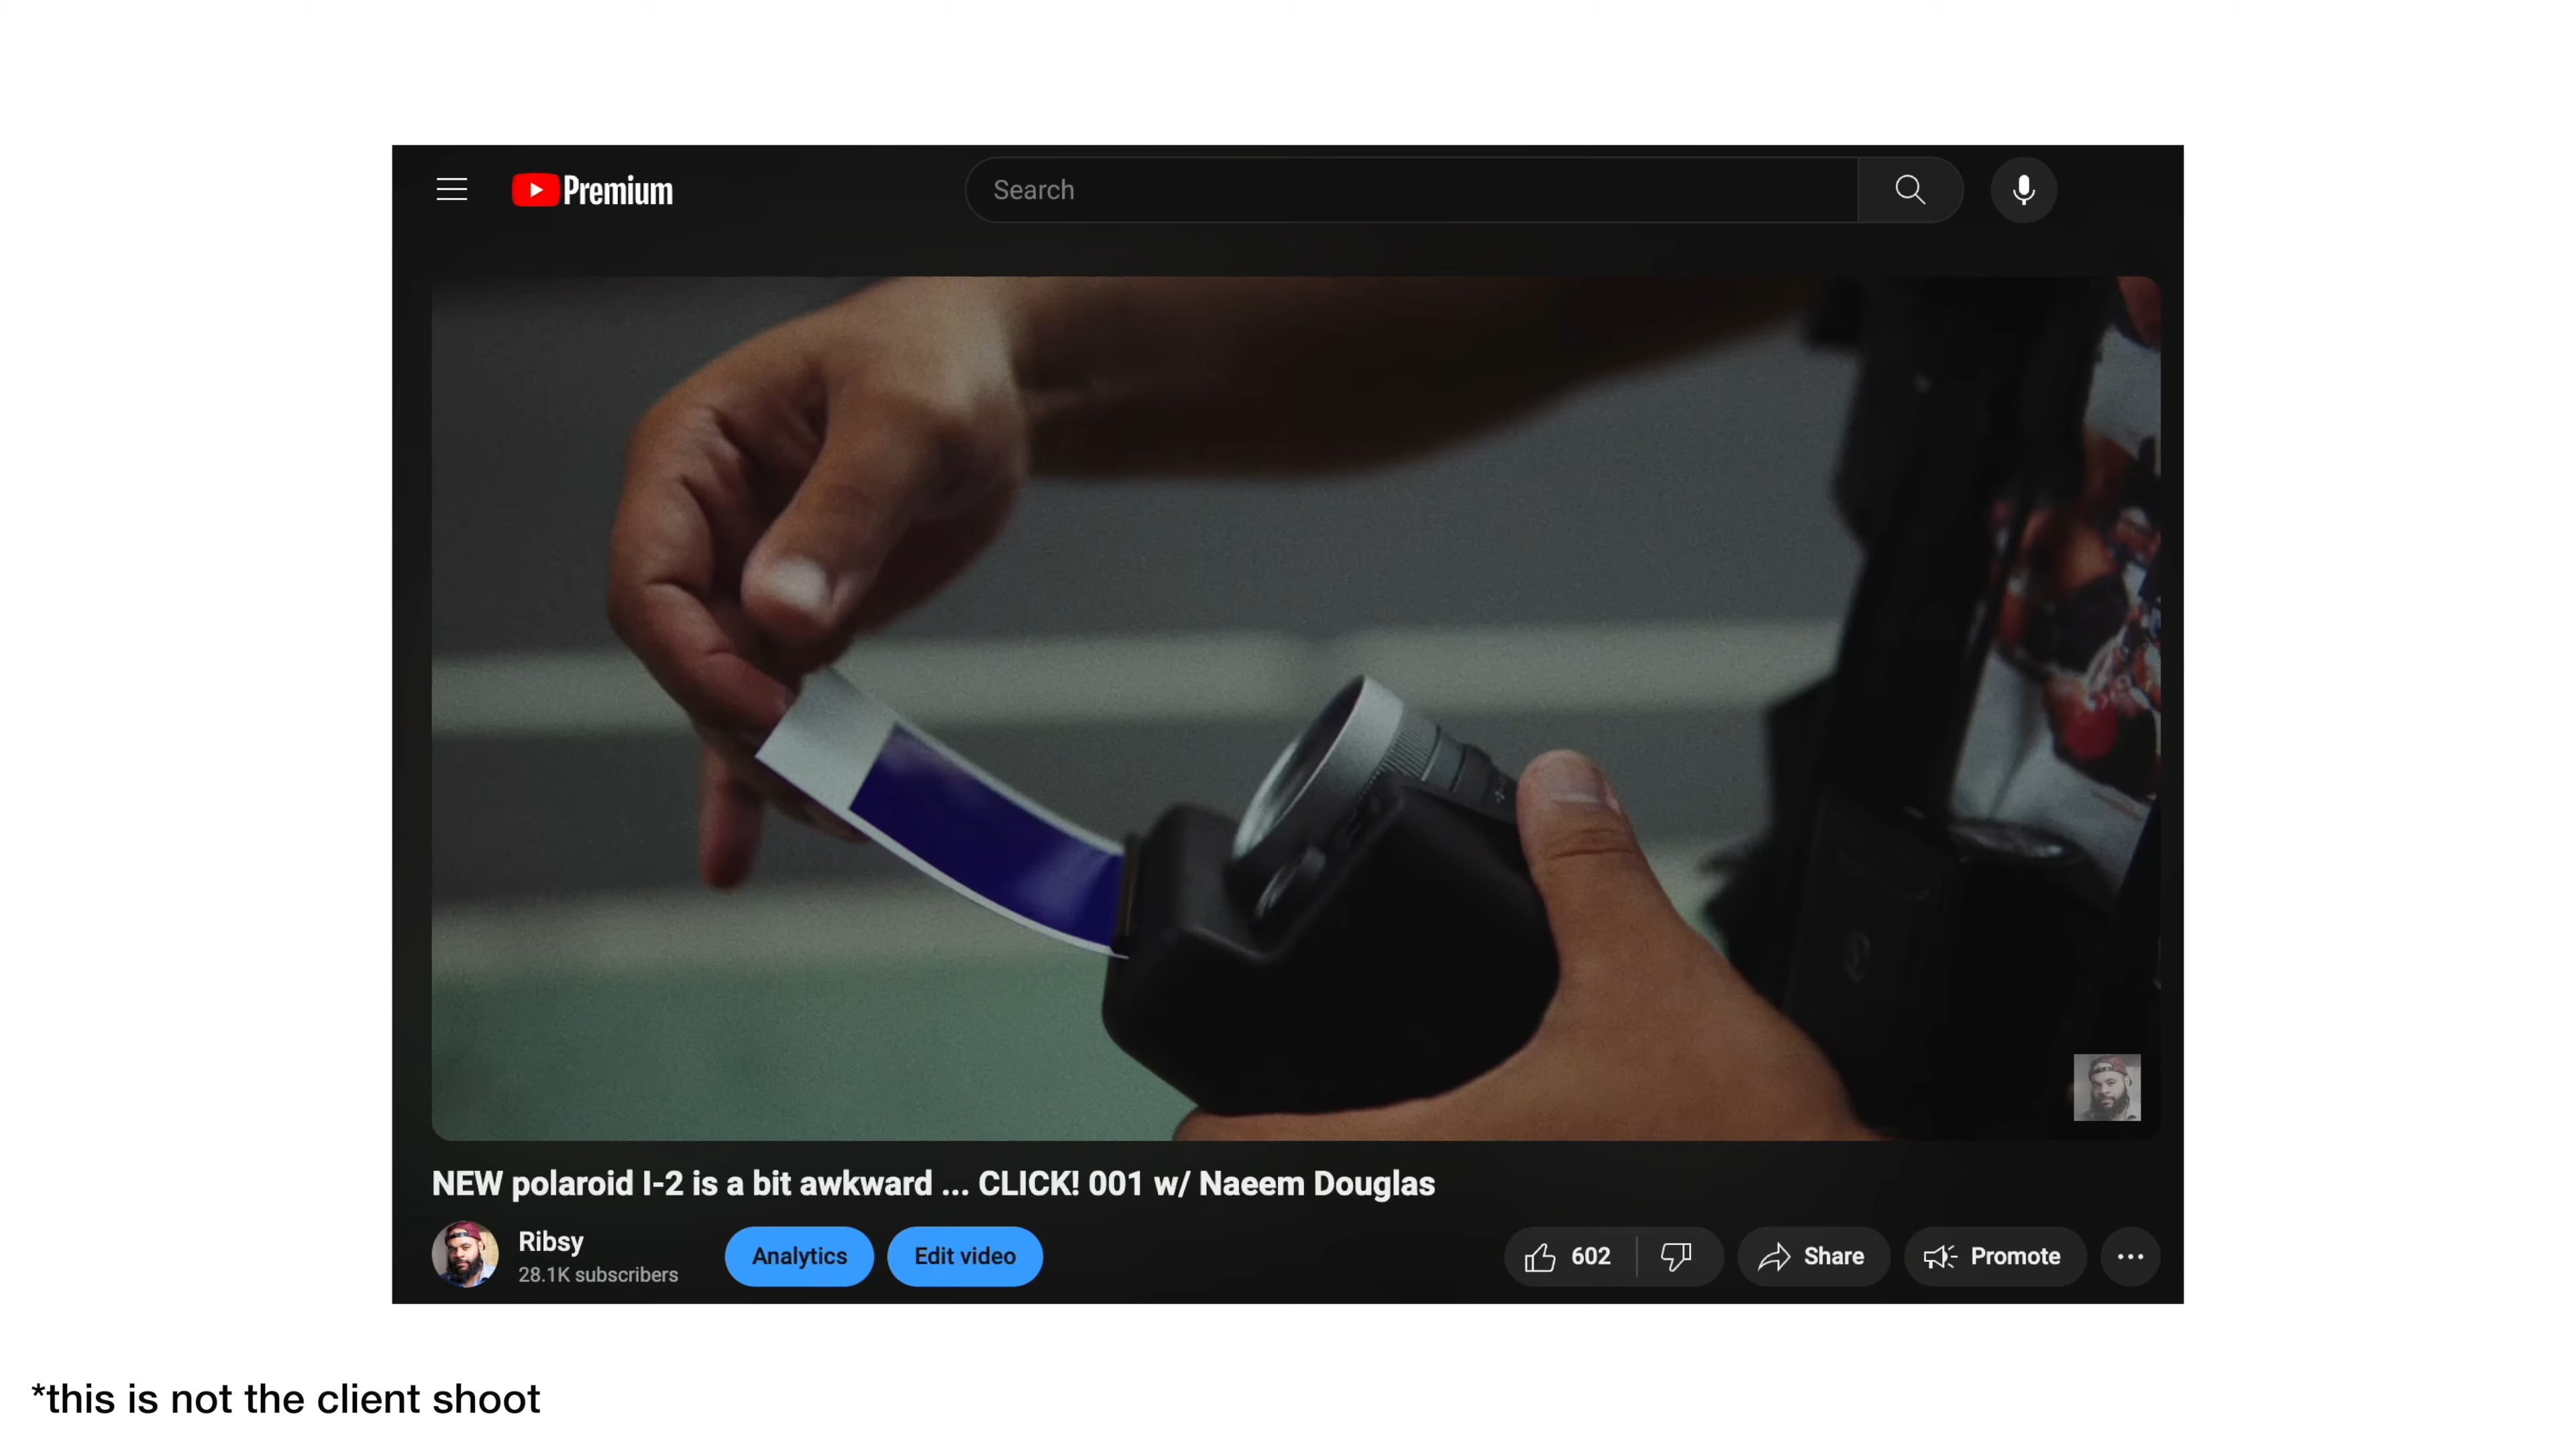 Premium
Search
NEW polaroid I-2 is a bit awkward ... CLICK! 001 w/ Naeem Douglas
Ribsy
28.1K subscribers
Analytics
Edit video
602
Share
Promote
*this is not the client shoot